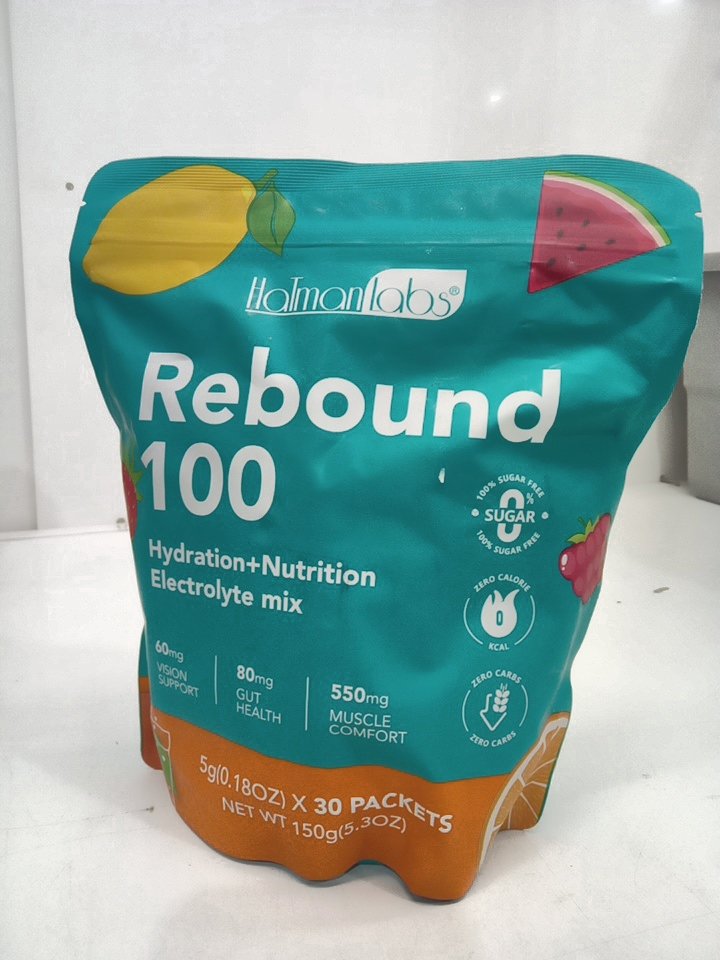 HaTmanLabs®
Rebound
100
Hydration+Nutrition
Electrolyte mix
100% SUGAR FREE
0%
SUGAR
100% SUGAR FREE
ZERO CALORIE
0
KCAL
ZERO CARBS
ZERO CARBS
60mg
VISION
SUPPORT
80mg
GUT
HEALTH
550mg
MUSCLE
COMFORT
5g(0.18OZ) X 30 PACKETS
NET WT 150g(5.3OZ)